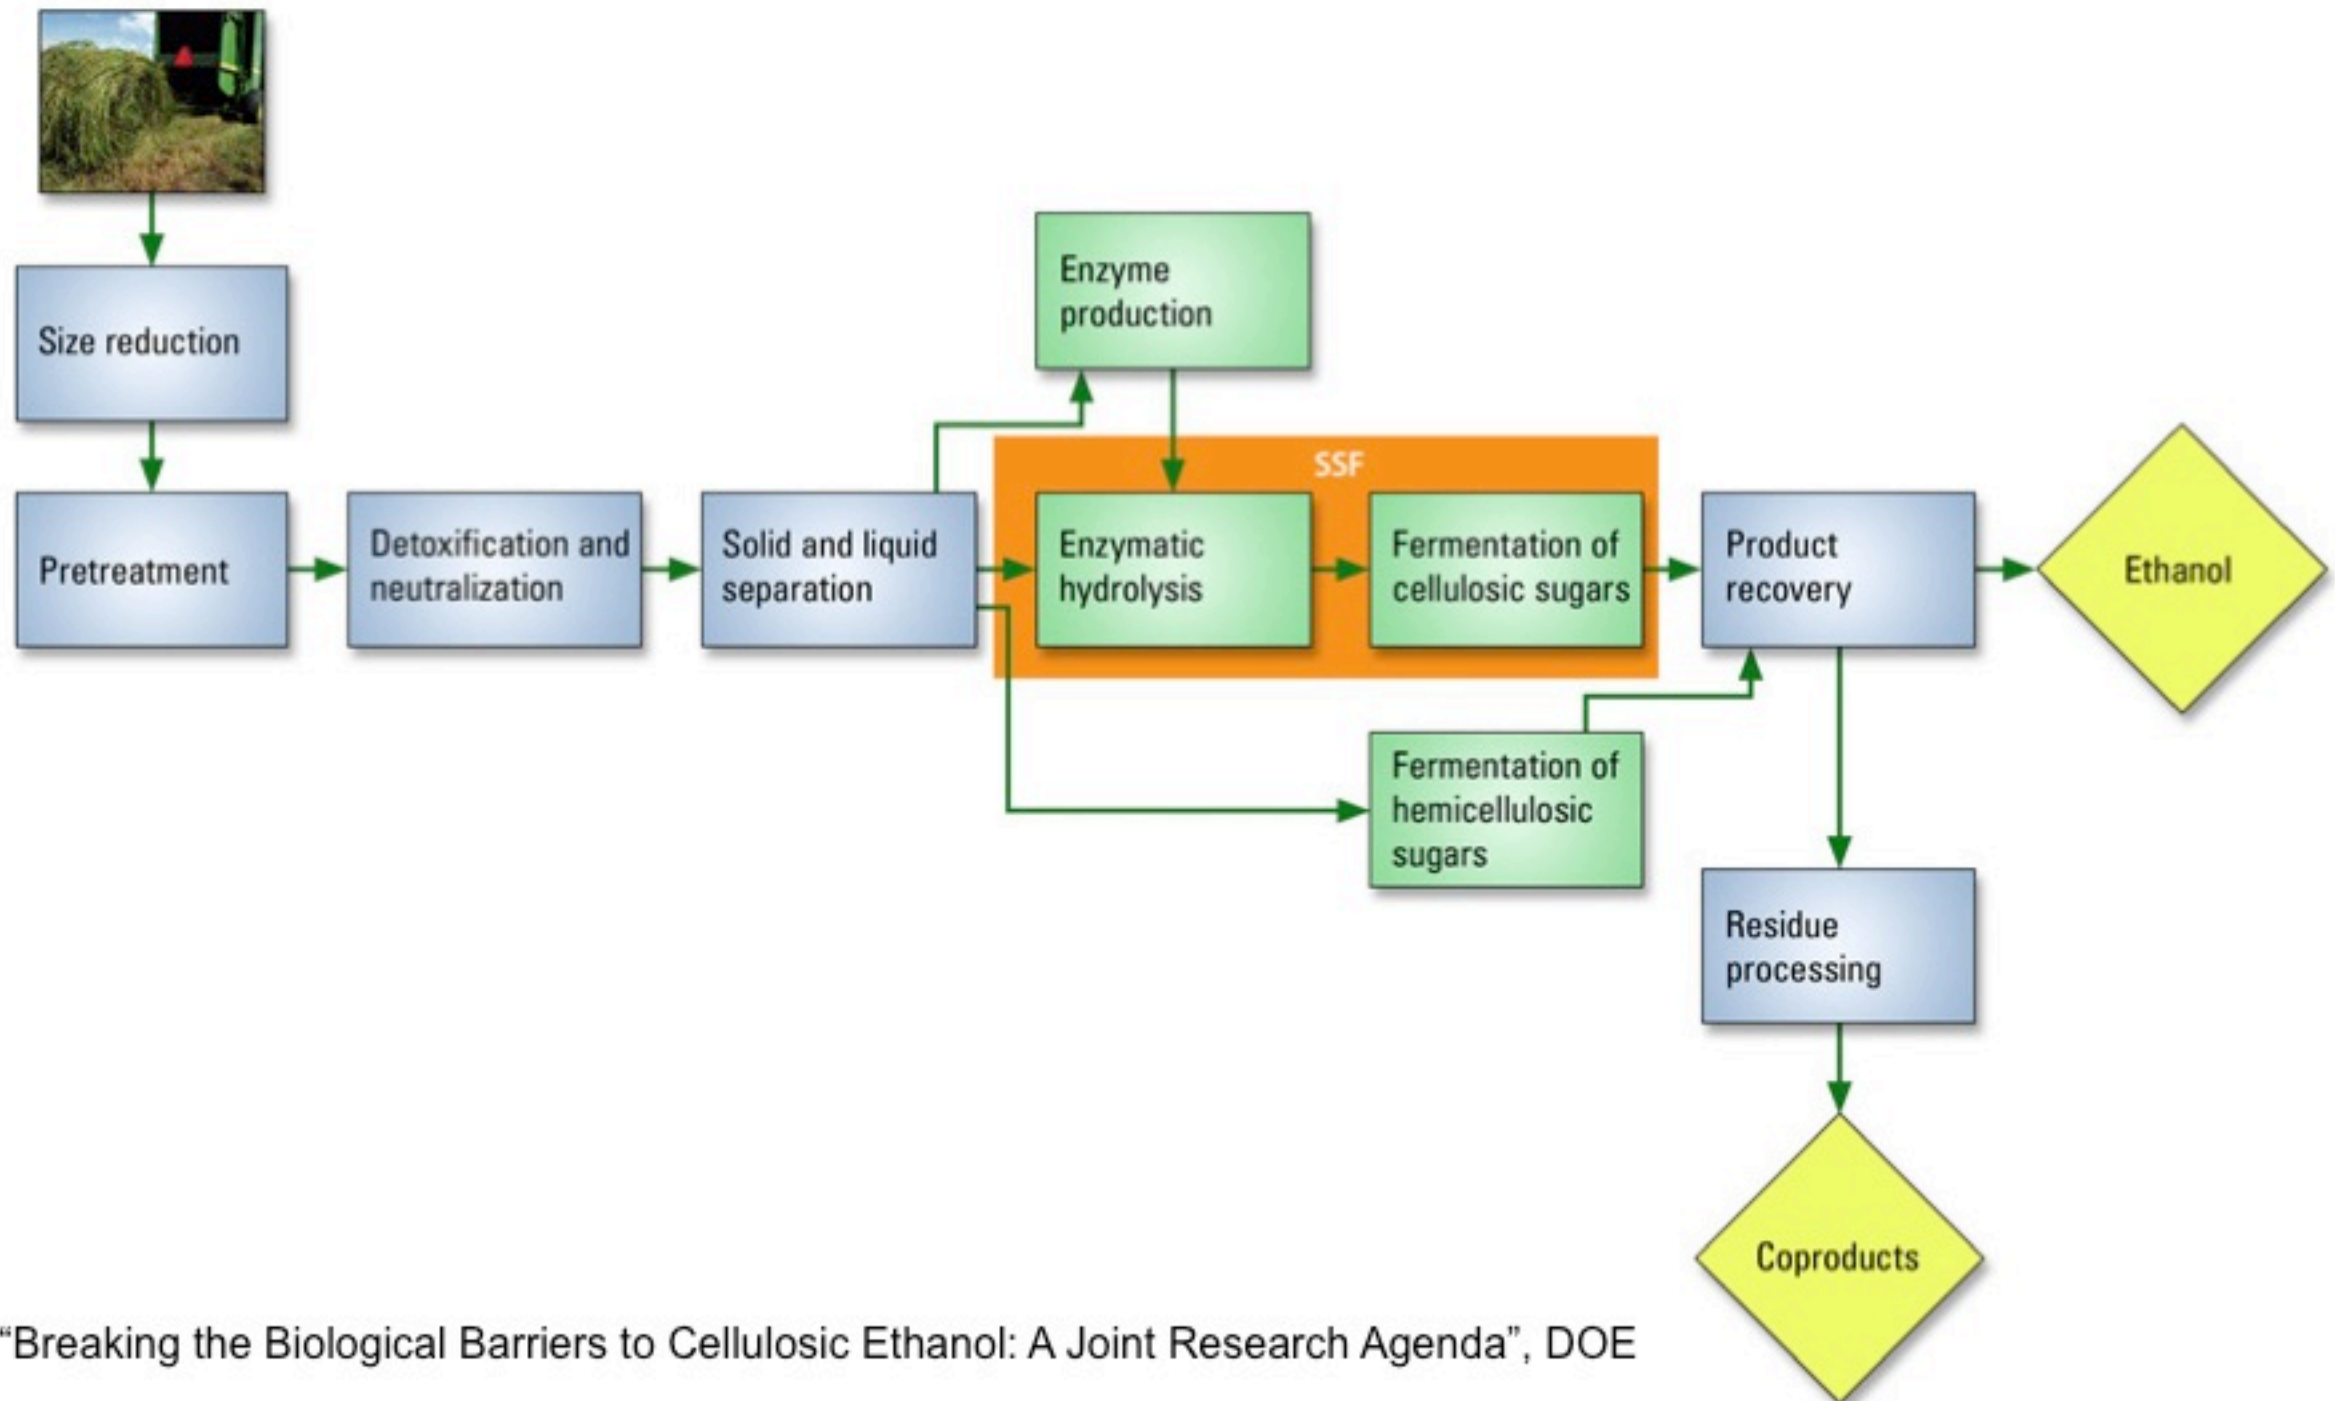 Size reduction
Pretreatment
Detoxification and
neutralization
Solid and liquid
separation
Enzyme
production
SSF
Enzymatic
hydrolysis
Fermentation of
cellulosic sugars
Fermentation of
hemicellulosic
sugars
Product
recovery
Ethanol
Residue
processing
Coproducts
“Breaking the Biological Barriers to Cellulosic Ethanol: A Joint Research Agenda”, DOE